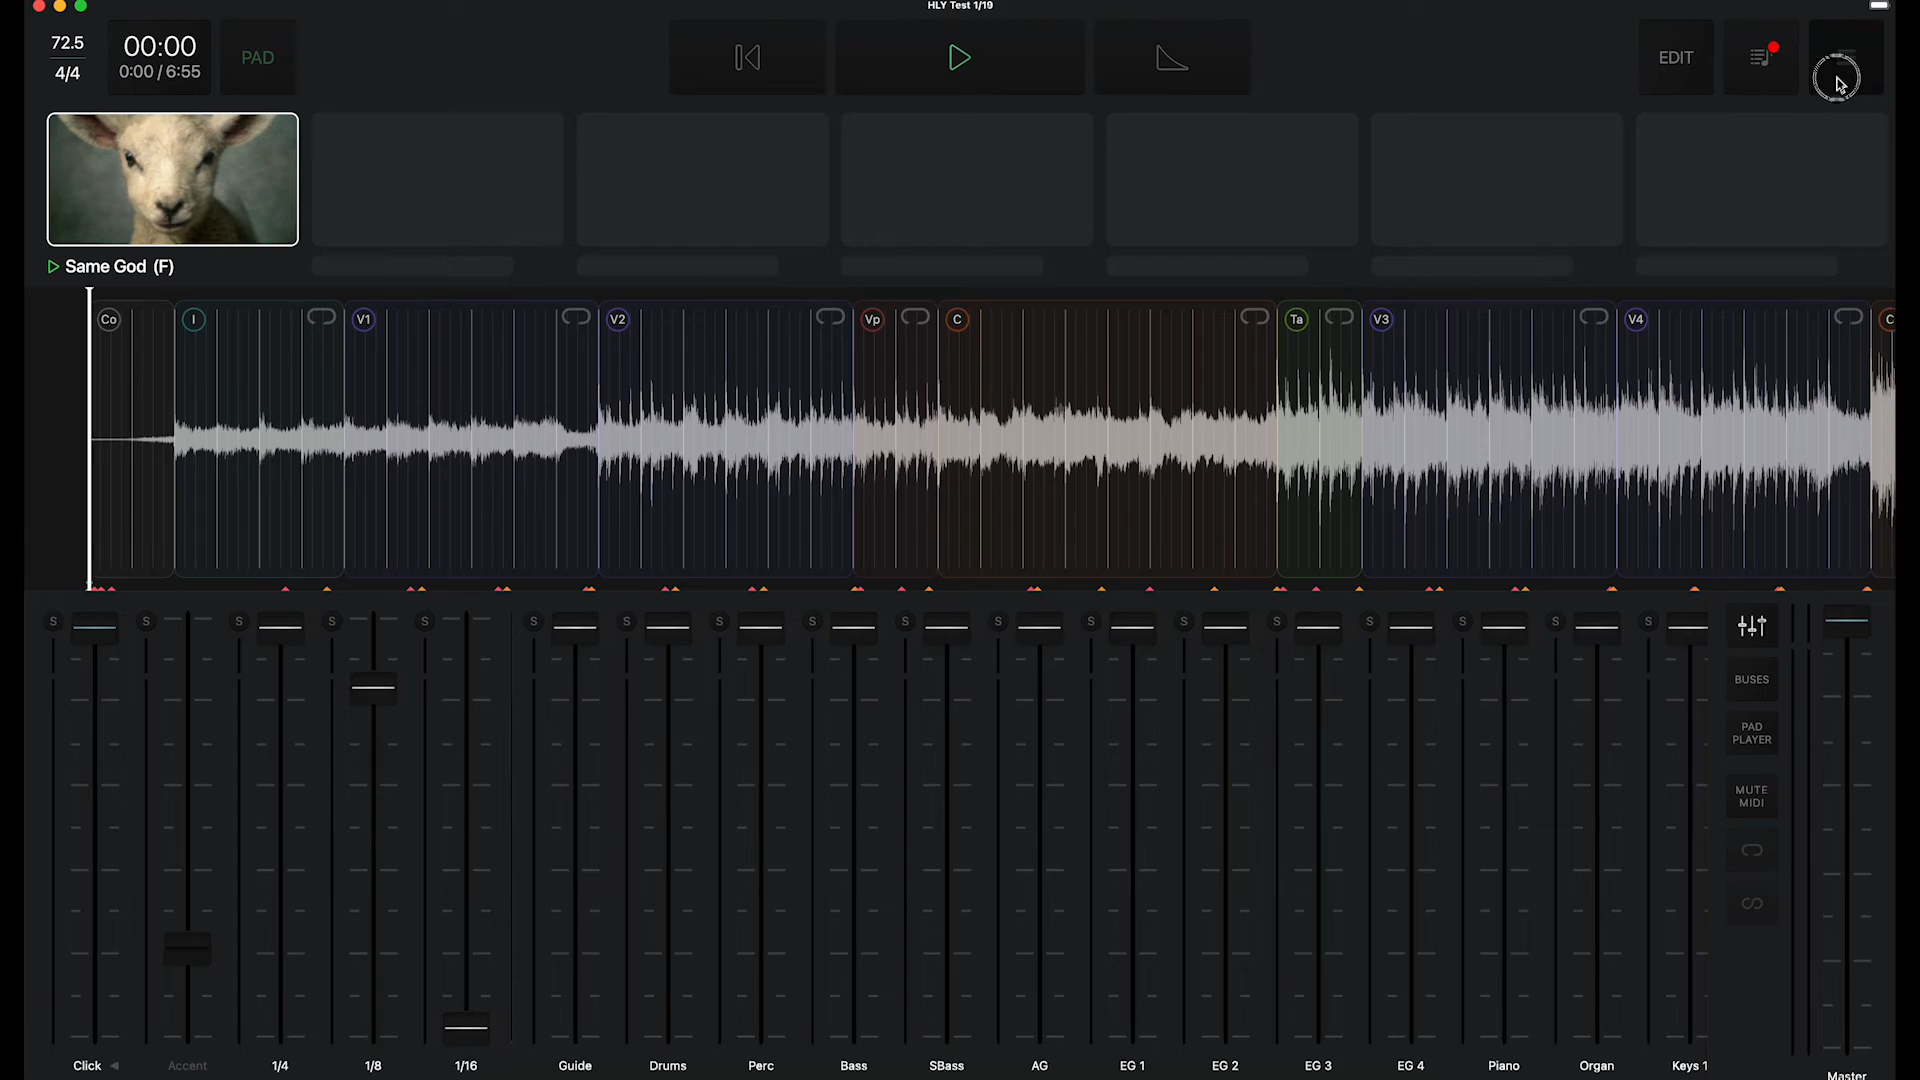 HLY Test 1/19
72.5
4/4
00:00
0:00 / 6:55
PAD
EDIT
Same God (F)
Co
I
V1
V2
Vp
C
Ta
V3
V4
C
S S S S S S S S S S S S S S S S S S
BUSES
PAD
PLAYER
MUTE
MIDI
Click Accent 1/4 1/8 1/16 Guide Drums Perc Bass SBass AG EG 1 EG 2 EG 3 EG 4 Piano Organ Keys 1
Master